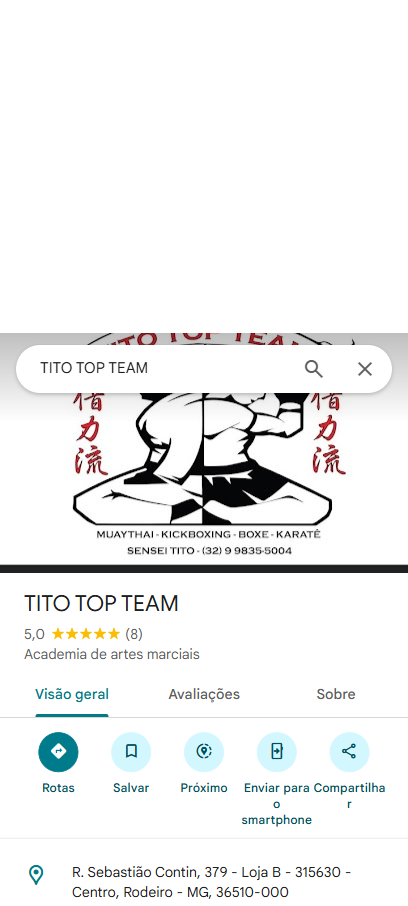 TITO TOP TEAM
TITO TOP TEAM
借力流
力流
MUAYTHAI - KICKBOXING - BOXE - KARATÊ
SENSEI TITO - (32) 9 9835-5004
TITO TOP TEAM
5,0 ★★★★★ (8)
Academia de artes marciais
Visão geral Avaliações Sobre
Rotas Salvar Próximo Enviar para o smartphone Compartilhar
R. Sebastião Contin, 379 - Loja B - 315630 -
Centro, Rodeiro - MG, 36510-000